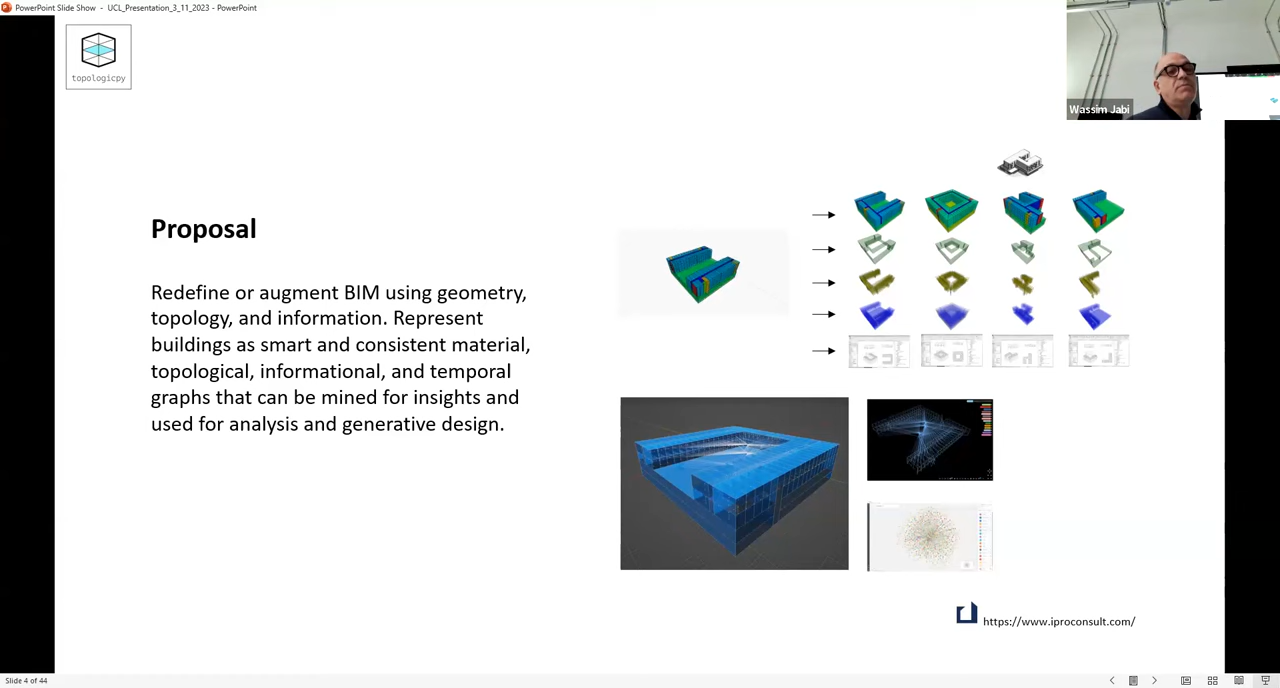 PowerPoint Slide Show - UCL_Presentation_3_11_2023 - PowerPoint
topologicpy
Wassim Jabi
Proposal
Redefine or augment BIM using geometry,
topology, and information. Represent
buildings as smart and consistent material,
topological, informational, and temporal
graphs that can be mined for insights and
used for analysis and generative design.
https://www.iproconsult.com/
Slide 4 of 44